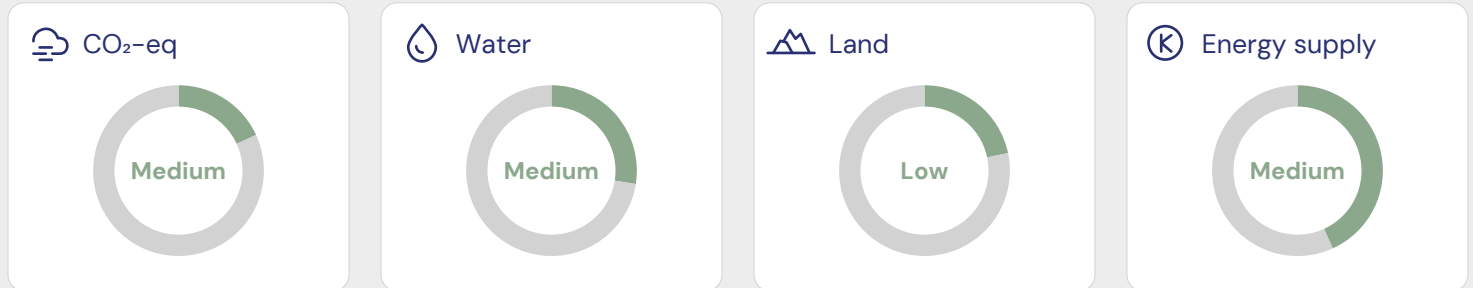 CO₂-eq
Medium
Water
Medium
Land
Low
Energy supply
Medium